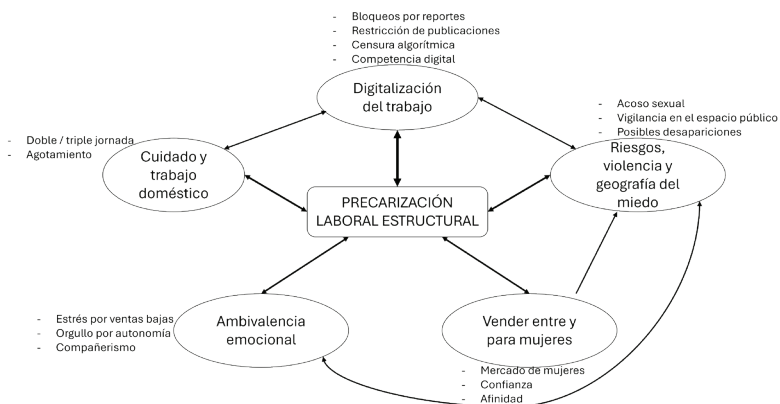 - Bloqueos por reportes
- Restricción de publicaciones
- Censura algorítmica
- Competencia digital
Digitalización
del trabajo
- Acoso sexual
- Vigilancia en el espacio público
- Posibles desapariciones
Riesgos,
violencia y
geografía del
miedo
- Doble / triple jornada
- Agotamiento
Cuidado y
trabajo
doméstico
PRECARIZACIÓN
LABORAL ESTRUCTURAL
- Estrés por ventas bajas
- Orgullo por autonomía
- Compañerismo
Ambivalencia
emocional
Vender entre y
para mujeres
- Mercado de mujeres
- Confianza
- Afinidad